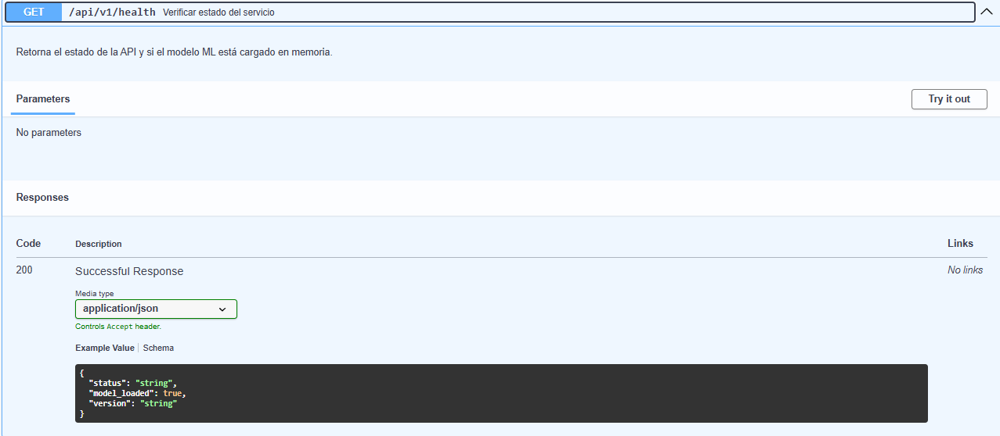 GET /api/v1/health Verificar estado del servicio
Retorna el estado de la API y si el modelo ML está cargado en memoria.
Parameters Try it out
No parameters
Responses
Code Description Links
200 Successful Response No links
Media type
application/json
Controls Accept header.
Example Value Schema
{
"status": "string",
"model_loaded": true,
"version": "string"
}